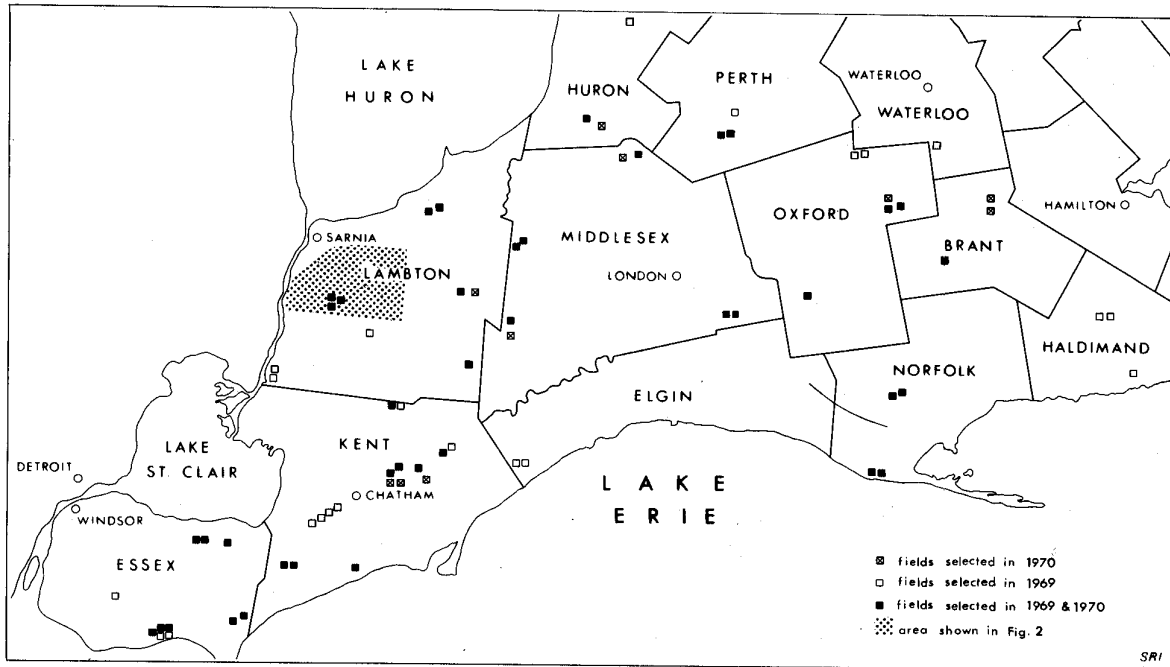 LAKE
HURON
HURON
PERTH
WATERLOO
WATERLOO
SARNIA
LAMBTON
MIDDLESEX
LONDON
OXFORD
BRANT
HAMILTON
HALDIMAND
NORFOLK
ELGIN
KENT
CHATHAM
LAKE
ST. CLAIR
DETROIT
WINDSOR
ESSEX
LAKE
ERIE
fields selected in 1970
fields selected in 1969
fields selected in 1969 & 1970
area shown in Fig. 2
SRI